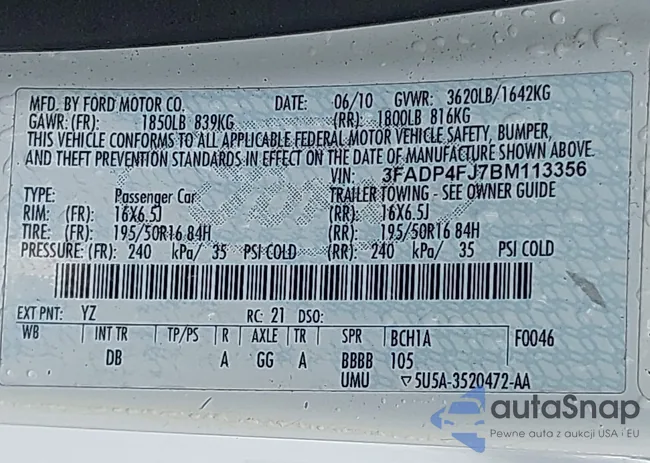 MFD. BY FORD MOTOR CO. DATE: 06/10 GVWR: 3620LB/1642KG
GAWR: (FR): 1850LB 839KG (RR): 1800LB 816KG
THIS VEHICLE CONFORMS TO ALL APPLICABLE FEDERAL MOTOR VEHICLE SAFETY, BUMPER,
AND THEFT PREVENTION STANDARDS IN EFFECT ON THE DATE OF MANUFACTURE SHOWN ABOVE.
VIN: 3FADP4FJ7BM113356
TYPE: Passenger Car TRAILER TOWING - SEE OWNER GUIDE
RIM: (FR): 16X6.5J (RR): 16X6.5J
TIRE: (FR): 195/50R16 84H (RR): 195/50R16 84H
PRESSURE: (FR): 240 kPa/ 35 PSI COLD (RR): 240 kPa/ 35 PSI COLD
EXT PNT: YZ RC: 21 DSO:
WB INT TR TP/PS R AXLE TR SPR BCH1A F0046
DB A GG A BBBB 105
UMU ▽5U5A-3520472-AA
autaSnap
Pewne auta z aukcji USA i EU